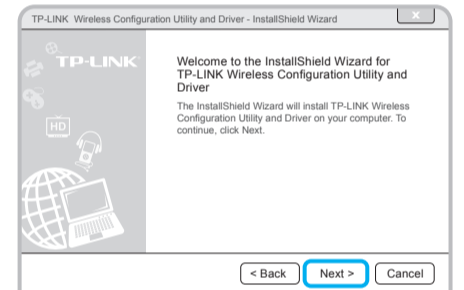 TP-LINK Wireless Configuration Utility and Driver - InstallShield Wizard
X
TP-LINK
Welcome to the InstallShield Wizard for
TP-LINK Wireless Configuration Utility and
Driver
The InstallShield Wizard will install TP-LINK Wireless
Configuration Utility and Driver on your computer. To
continue, click Next.
HD
< Back Next > Cancel